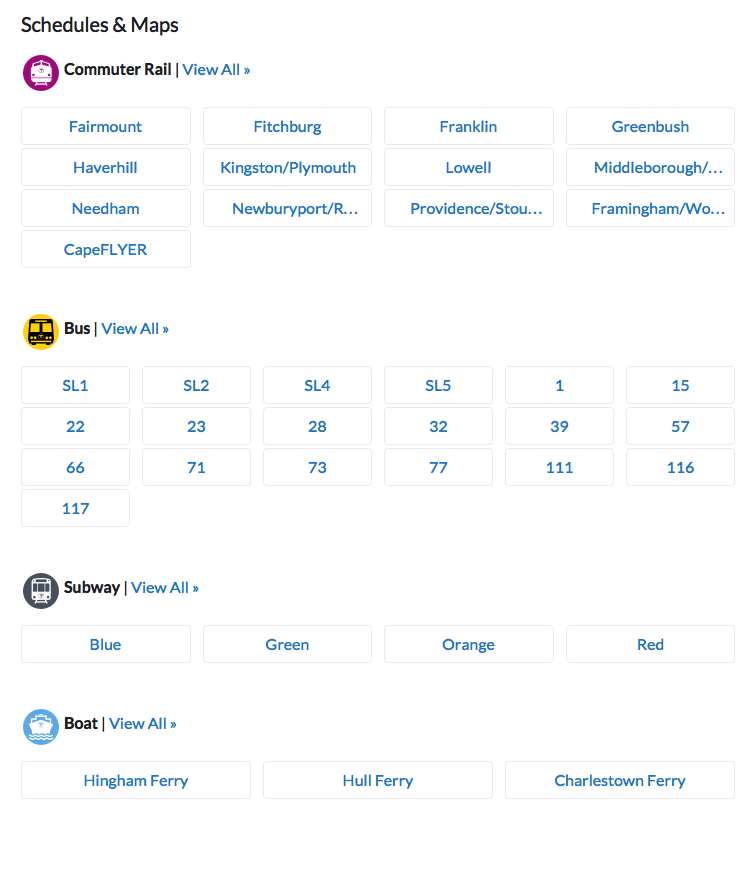 Schedules & Maps
Commuter Rail | View All »
Fairmount Fitchburg Franklin Greenbush
Haverhill Kingston/Plymouth Lowell Middleborough/…
Needham Newburyport/R… Providence/Stou… Framingham/Wo…
CapeFLYER
Bus | View All »
SL1 SL2 SL4 SL5 1 15
22 23 28 32 39 57
66 71 73 77 111 116
117
Subway | View All »
Blue Green Orange Red
Boat | View All »
Hingham Ferry Hull Ferry Charlestown Ferry